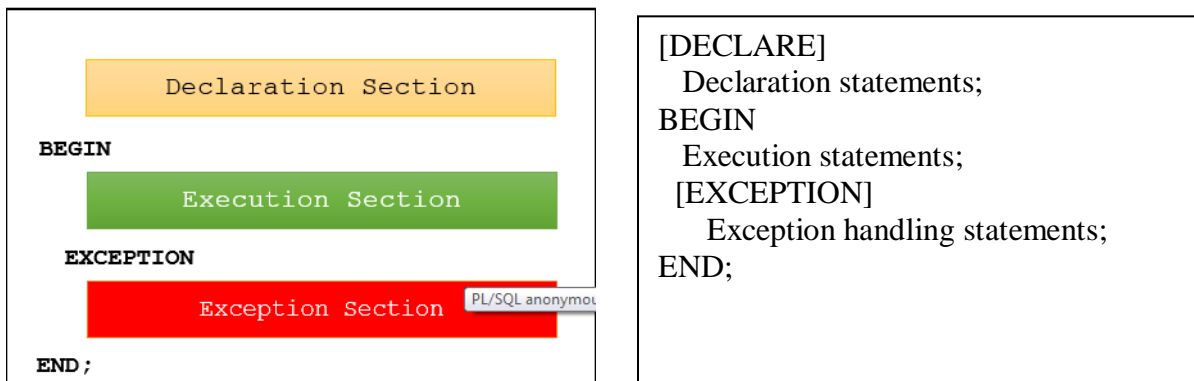 Declaration Section
BEGIN
Execution Section
EXCEPTION
Exception Section
PL/SQL anonymou
END;
[DECLARE]
Declaration statements;
BEGIN
Execution statements;
[EXCEPTION]
Exception handling statements;
END;